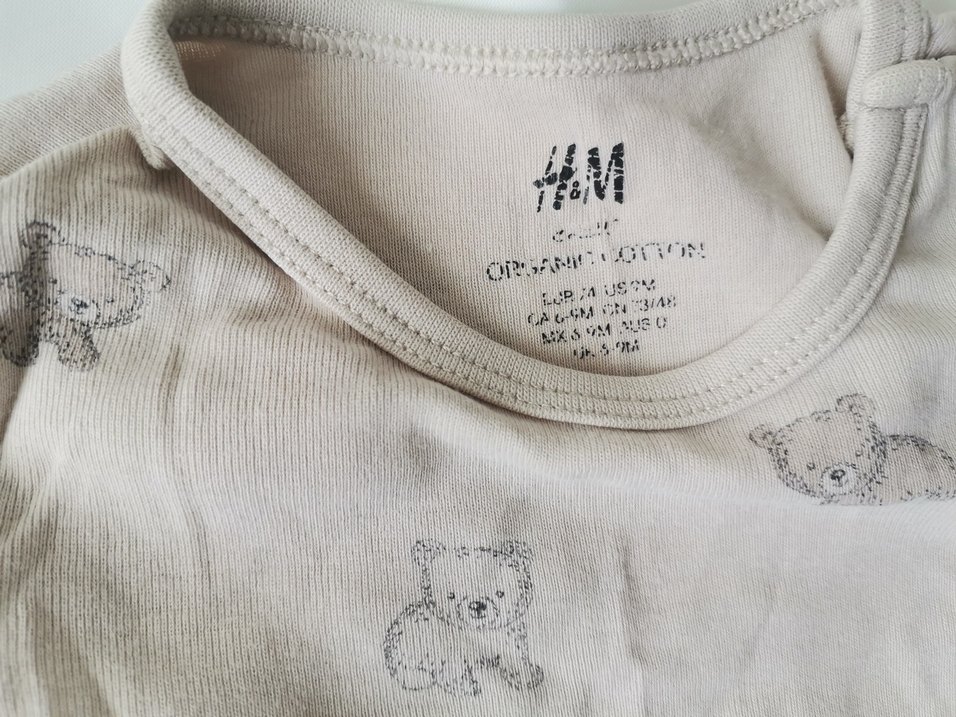 H&M
ORGANIC COTTON
EUR 74 US 9M
CA 6-9M CN 73/48
MX 6-9M AUS 0
UK 6-9M